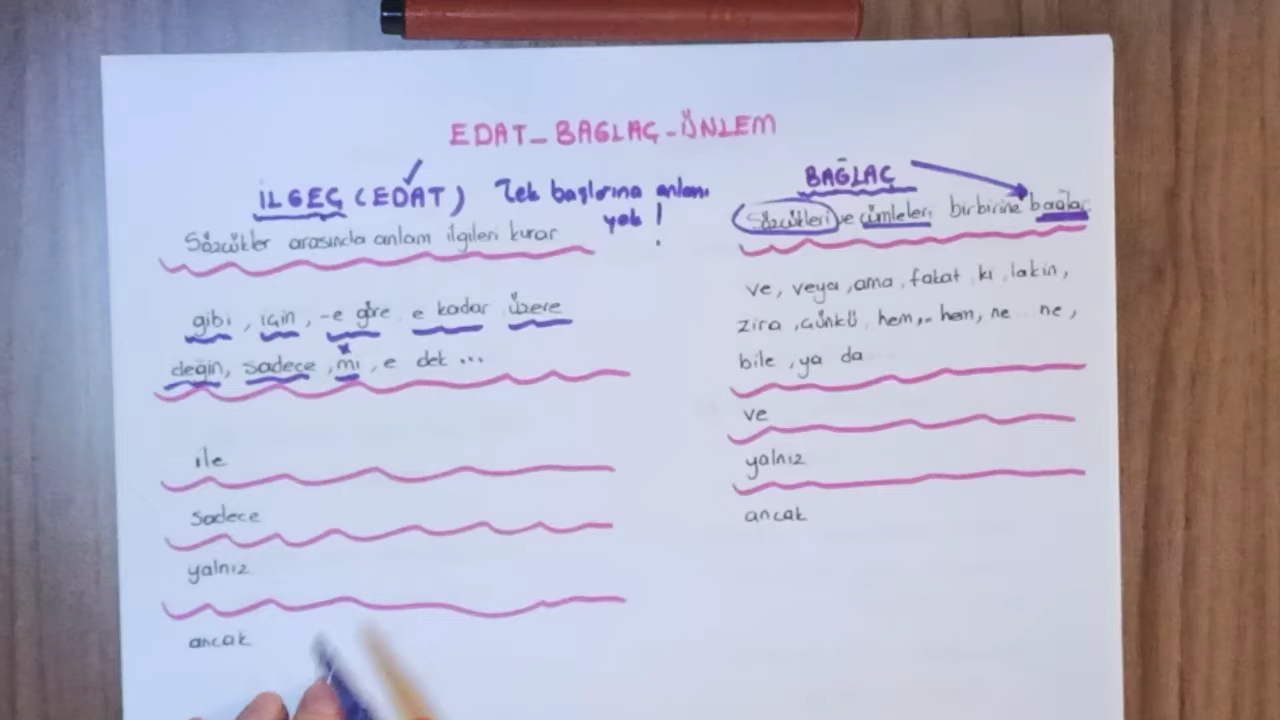 EDAT_BAGLAÇ_ÜNLEM
İLGEÇ (EDAT) Tek başlarına anlamı
yok !
Sözcükler arasında anlam ilgileri kurar
gibi , için , -e göre e kadar üzere
değin, sadece , mı , e dek ...
ile
sadece
yalnız
ancak
BAĞLAÇ
Sözcükleri ve cümleleri birbirine bağlar
ve, veya , ama , fakat , ki , lakin ,
zira , çünkü , hem,.. hem, ne ne ,
bile , ya da
ve
yalnız
ancak